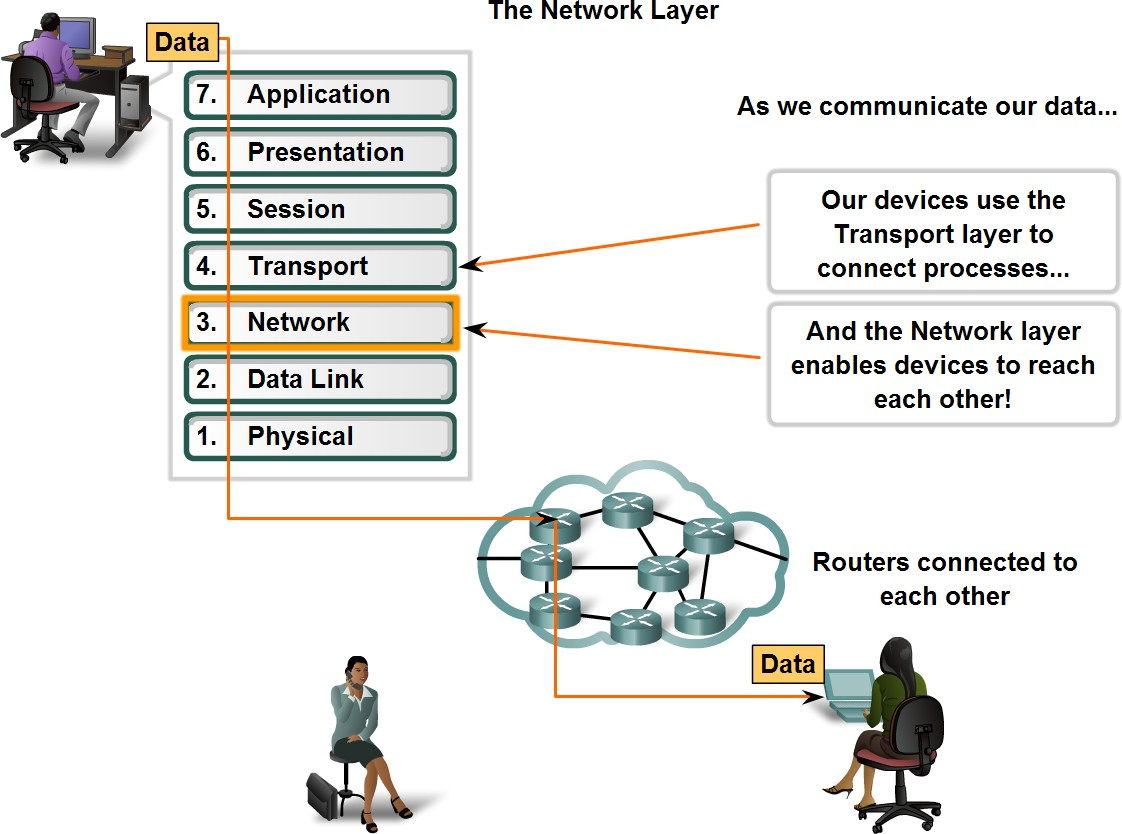 The Network Layer
Data
7. Application
6. Presentation
5. Session
4. Transport
3. Network
2. Data Link
1. Physical
As we communicate our data...
Our devices use the
Transport layer to
connect processes...
And the Network layer
enables devices to reach
each other!
Routers connected to
each other
Data